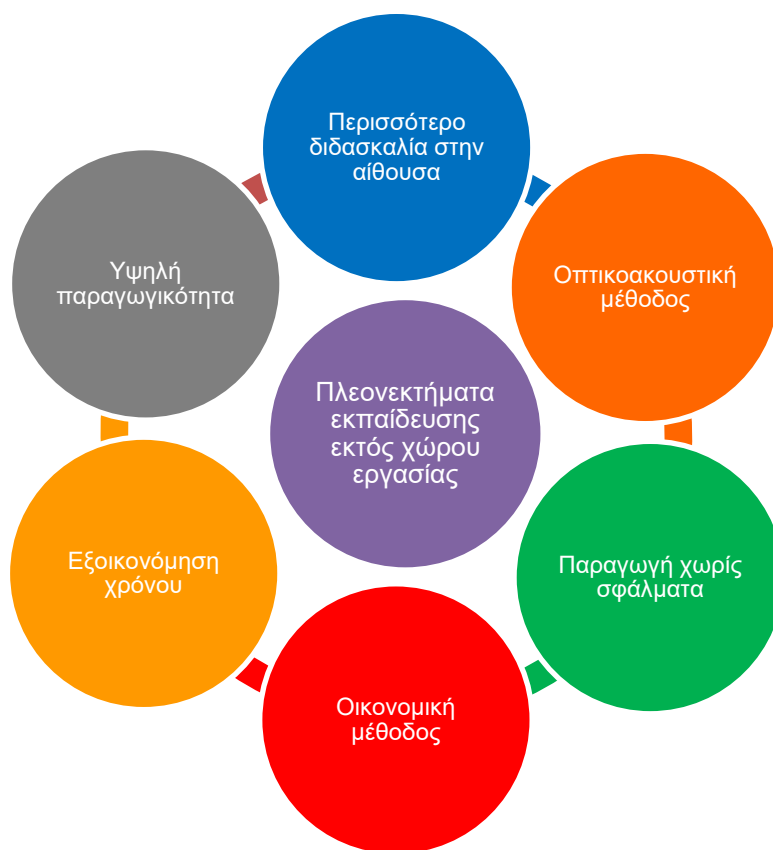 Περισσότερο
διδασκαλία στην
αίθουσα
Οπτικοακουστική
μέθοδος
Παραγωγή χωρίς
σφάλματα
Οικονομική
μέθοδος
Εξοικονόμηση
χρόνου
Υψηλή
παραγωγικότητα
Πλεονεκτήματα
εκπαίδευσης
εκτός χώρου
εργασίας